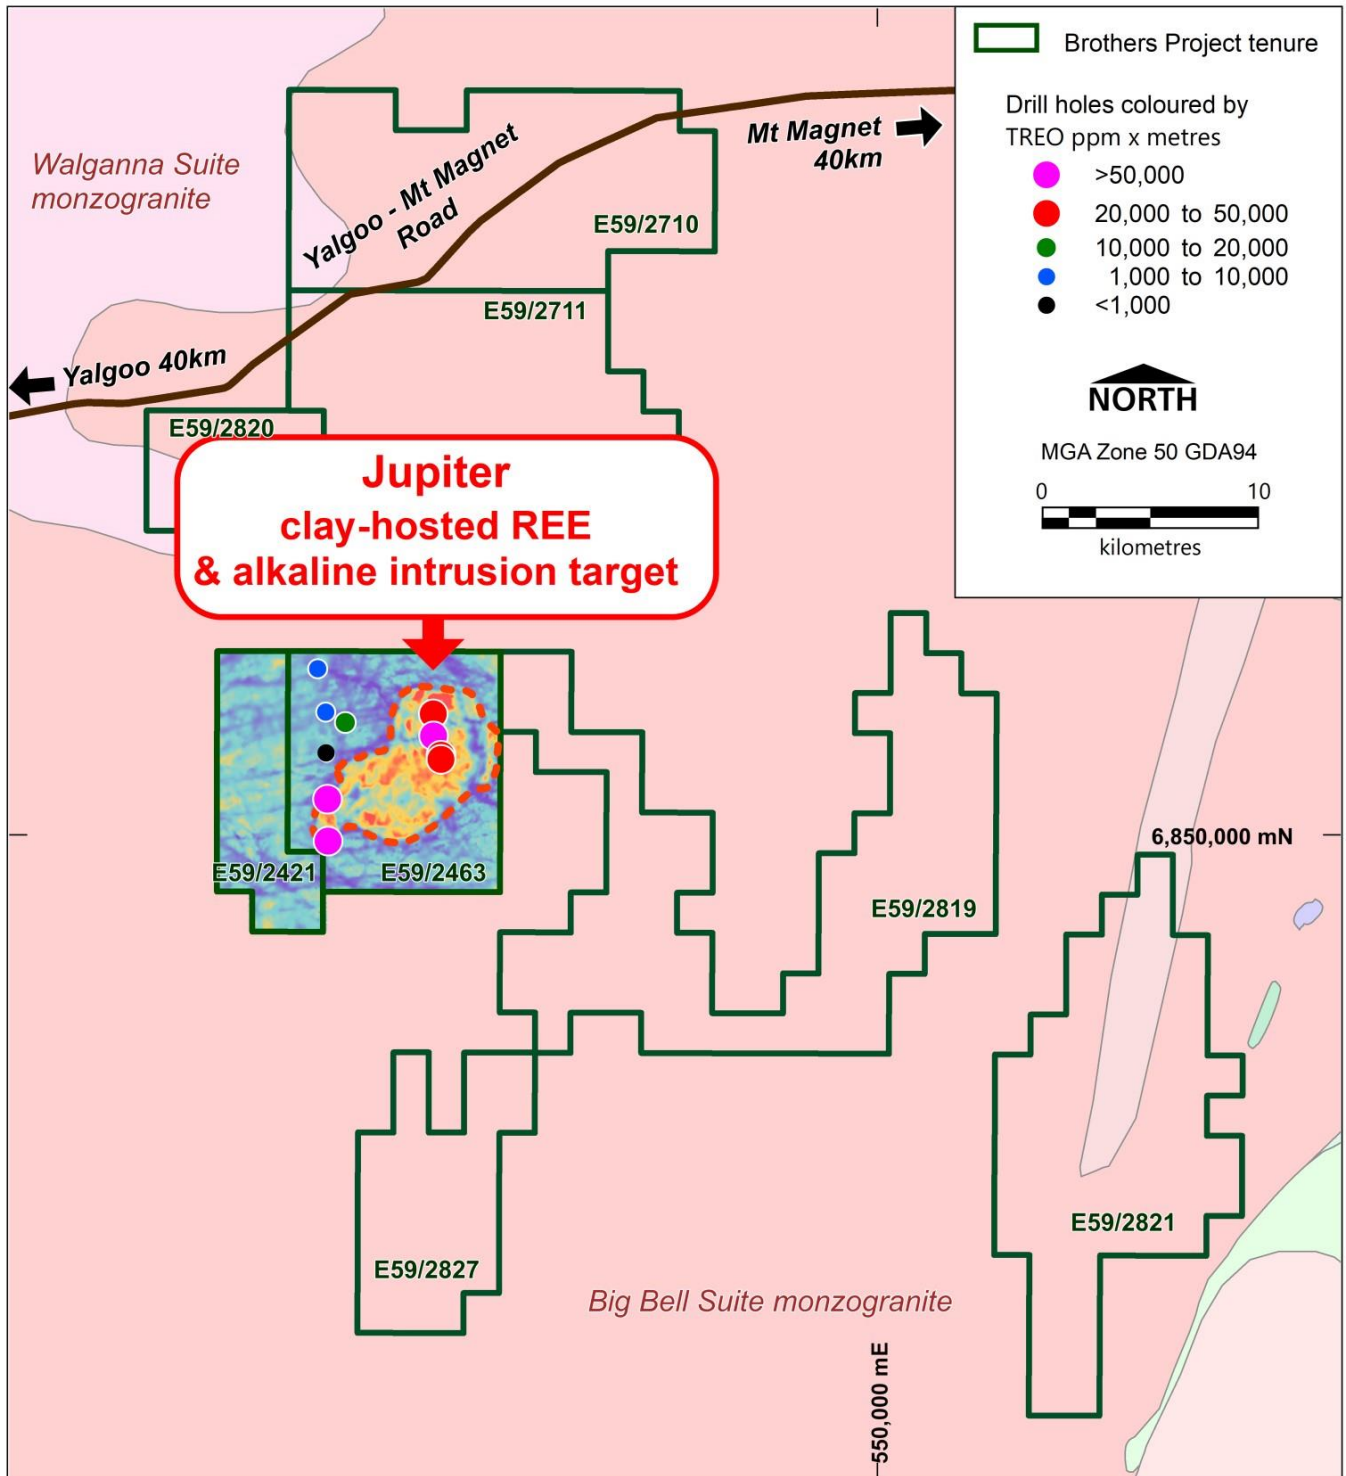 Brothers Project tenure
Drill holes coloured by
TREO ppm x metres
>50,000
20,000 to 50,000
10,000 to 20,000
1,000 to 10,000
<1,000
NORTH
MGA Zone 50 GDA94
0 10
kilometres
Walganna Suite
monzogranite
Yalgoo - Mt Magnet
Road
Mt Magnet
40km
E59/2710
E59/2711
Yalgoo 40km
E59/2820
Jupiter
clay-hosted REE
& alkaline intrusion target
6,850,000 mN
E59/2421
E59/2463
E59/2819
E59/2821
E59/2827
Big Bell Suite monzogranite
550,000 mE